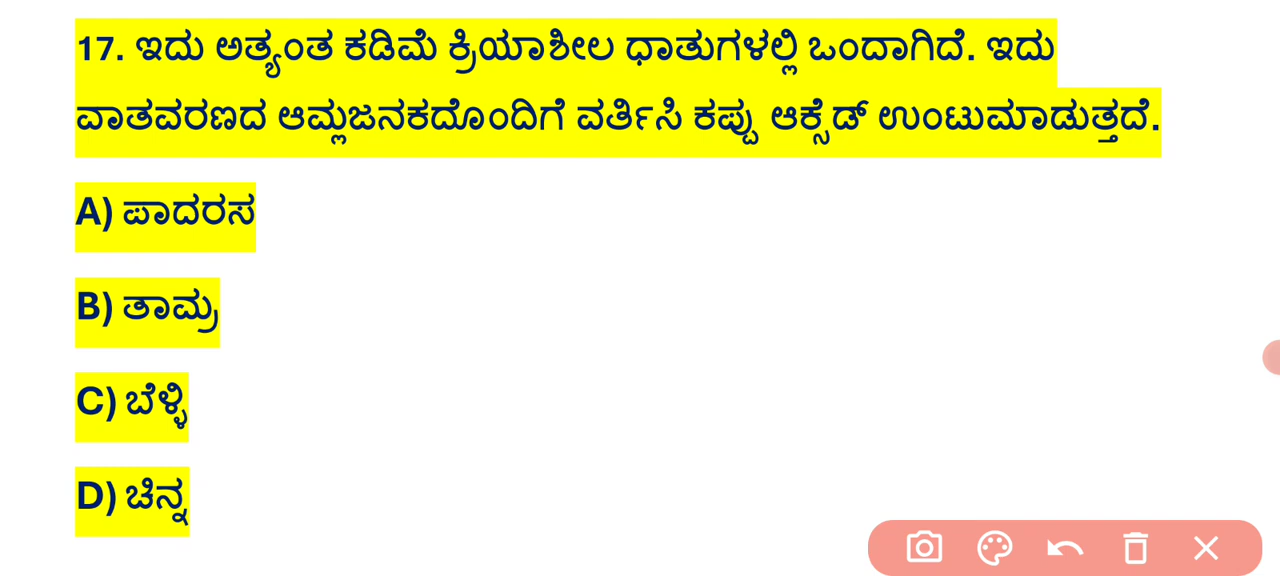 17. ಇದು ಅತ್ಯಂತ ಕಡಿಮೆ ಕ್ರಿಯಾಶೀಲ ಧಾತುಗಳಲ್ಲಿ ಒಂದಾಗಿದೆ. ಇದು
ವಾತವರಣದ ಆಮ್ಲಜನಕದೊಂದಿಗೆ ವರ್ತಿಸಿ ಕಪ್ಪು ಆಕ್ಸೆಡ್ ಉಂಟುಮಾಡುತ್ತದೆ.
A) ಪಾದರಸ
B) ತಾಮ್ರ
C) ಬೆಳ್ಳಿ
D) ಚಿನ್ನ